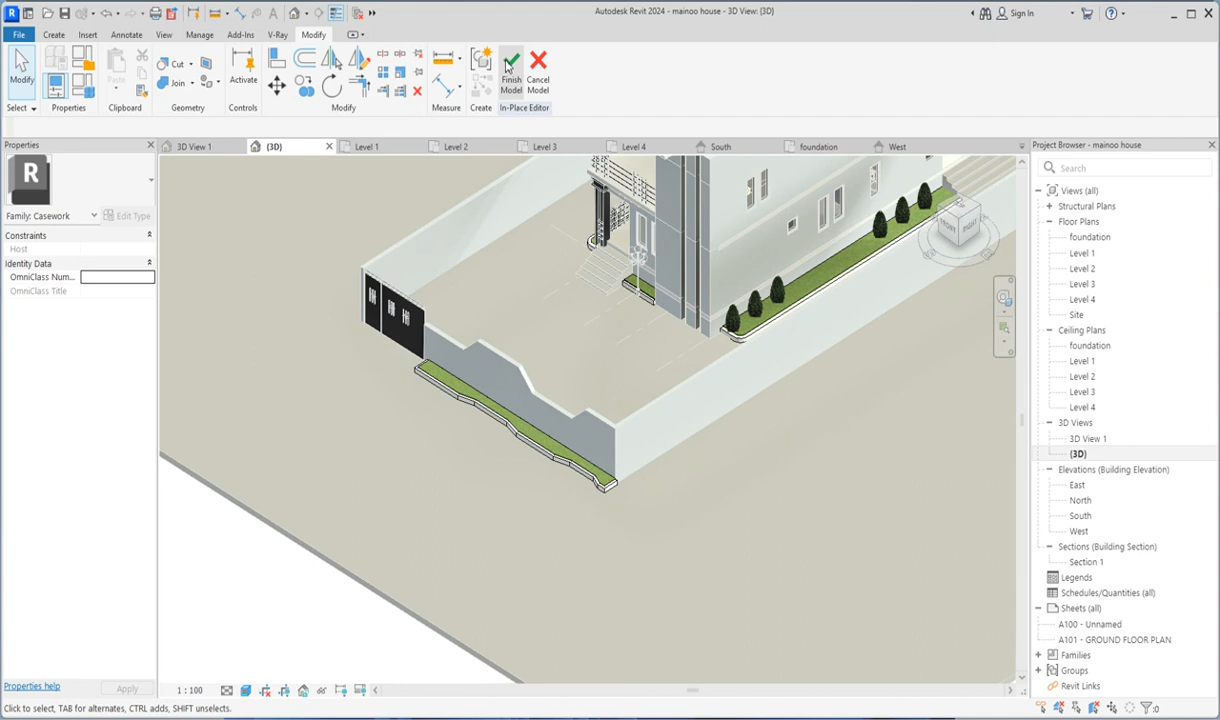 Autodesk Revit 2024 - mainoo house - 3D View: {3D}
Sign In
File
Create
Insert
Annotate
View
Manage
Add-Ins
V-Ray
Modify
Modify
Paste
Cut
Join
Activate
Finish Model
Cancel Model
Select
Properties
Clipboard
Geometry
Controls
Modify
Measure
Create
In-Place Editor
Properties
3D View 1
{3D}
Level 1
Level 2
Level 3
Level 4
South
foundation
West
Project Browser - mainoo house
R
Family: Casework
Edit Type
Constraints
Host
Identity Data
OmniClass Num...
OmniClass Title
FRONT
RIGHT
Search
Views (all)
Structural Plans
Floor Plans
foundation
Level 1
Level 2
Level 3
Level 4
Site
Ceiling Plans
foundation
Level 1
Level 2
Level 3
Level 4
3D Views
3D View 1
{3D}
Elevations (Building Elevation)
East
North
South
West
Sections (Building Section)
Section 1
Legends
Schedules/Quantities (all)
Sheets (all)
A100 - Unnamed
A101 - GROUND FLOOR PLAN
Families
Groups
Revit Links
Properties help
Apply
1 : 100
Click to select, TAB for alternates, CTRL adds, SHIFT unselects.
:0